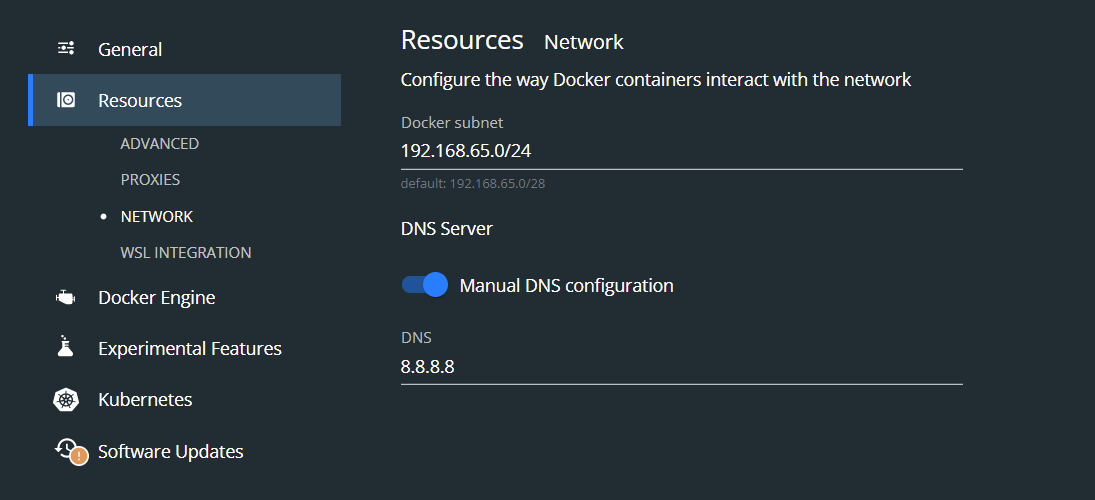 General
Resources
ADVANCED
PROXIES
NETWORK
WSL INTEGRATION
Docker Engine
Experimental Features
Kubernetes
Software Updates
Resources Network
Configure the way Docker containers interact with the network
Docker subnet
192.168.65.0/24
default: 192.168.65.0/28
DNS Server
Manual DNS configuration
DNS
8.8.8.8